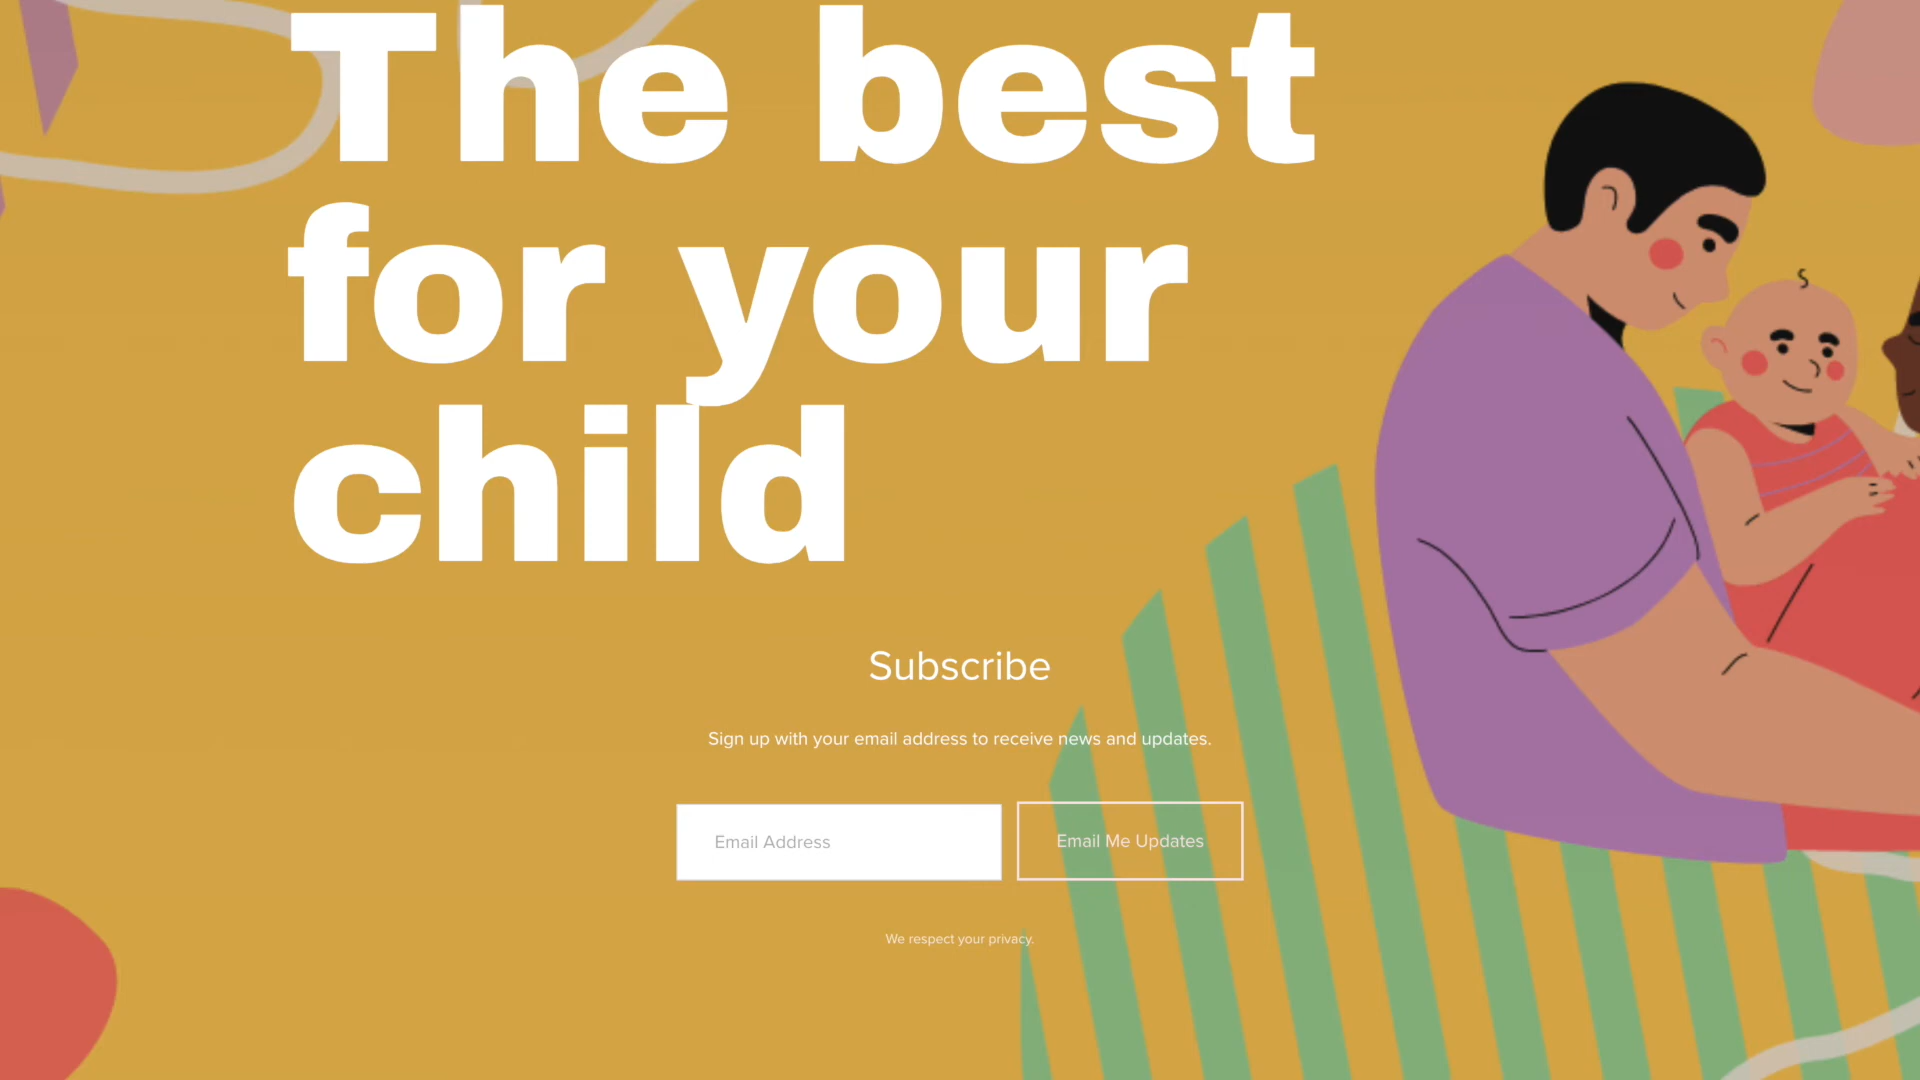 The best
for your
child
Subscribe
Sign up with your email address to receive news and updates.
Email Address
Email Me Updates
We respect your privacy.